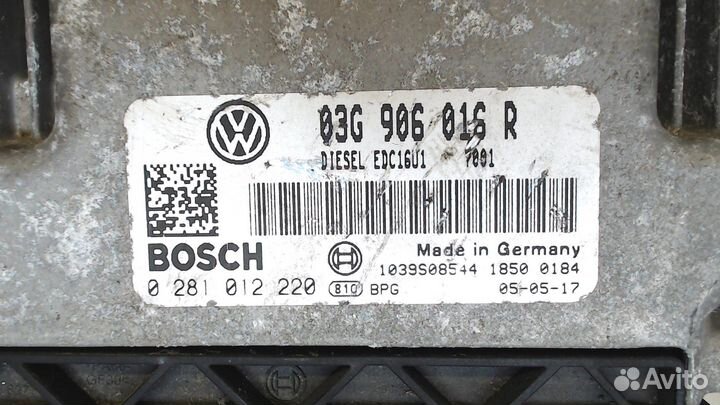 03G 906 016 R
DIESEL EDC16U1 7001
BOSCH
Made in Germany
1039S08544 1850 0184
0 281 012 220 810 BPG 05-05-17
Avito